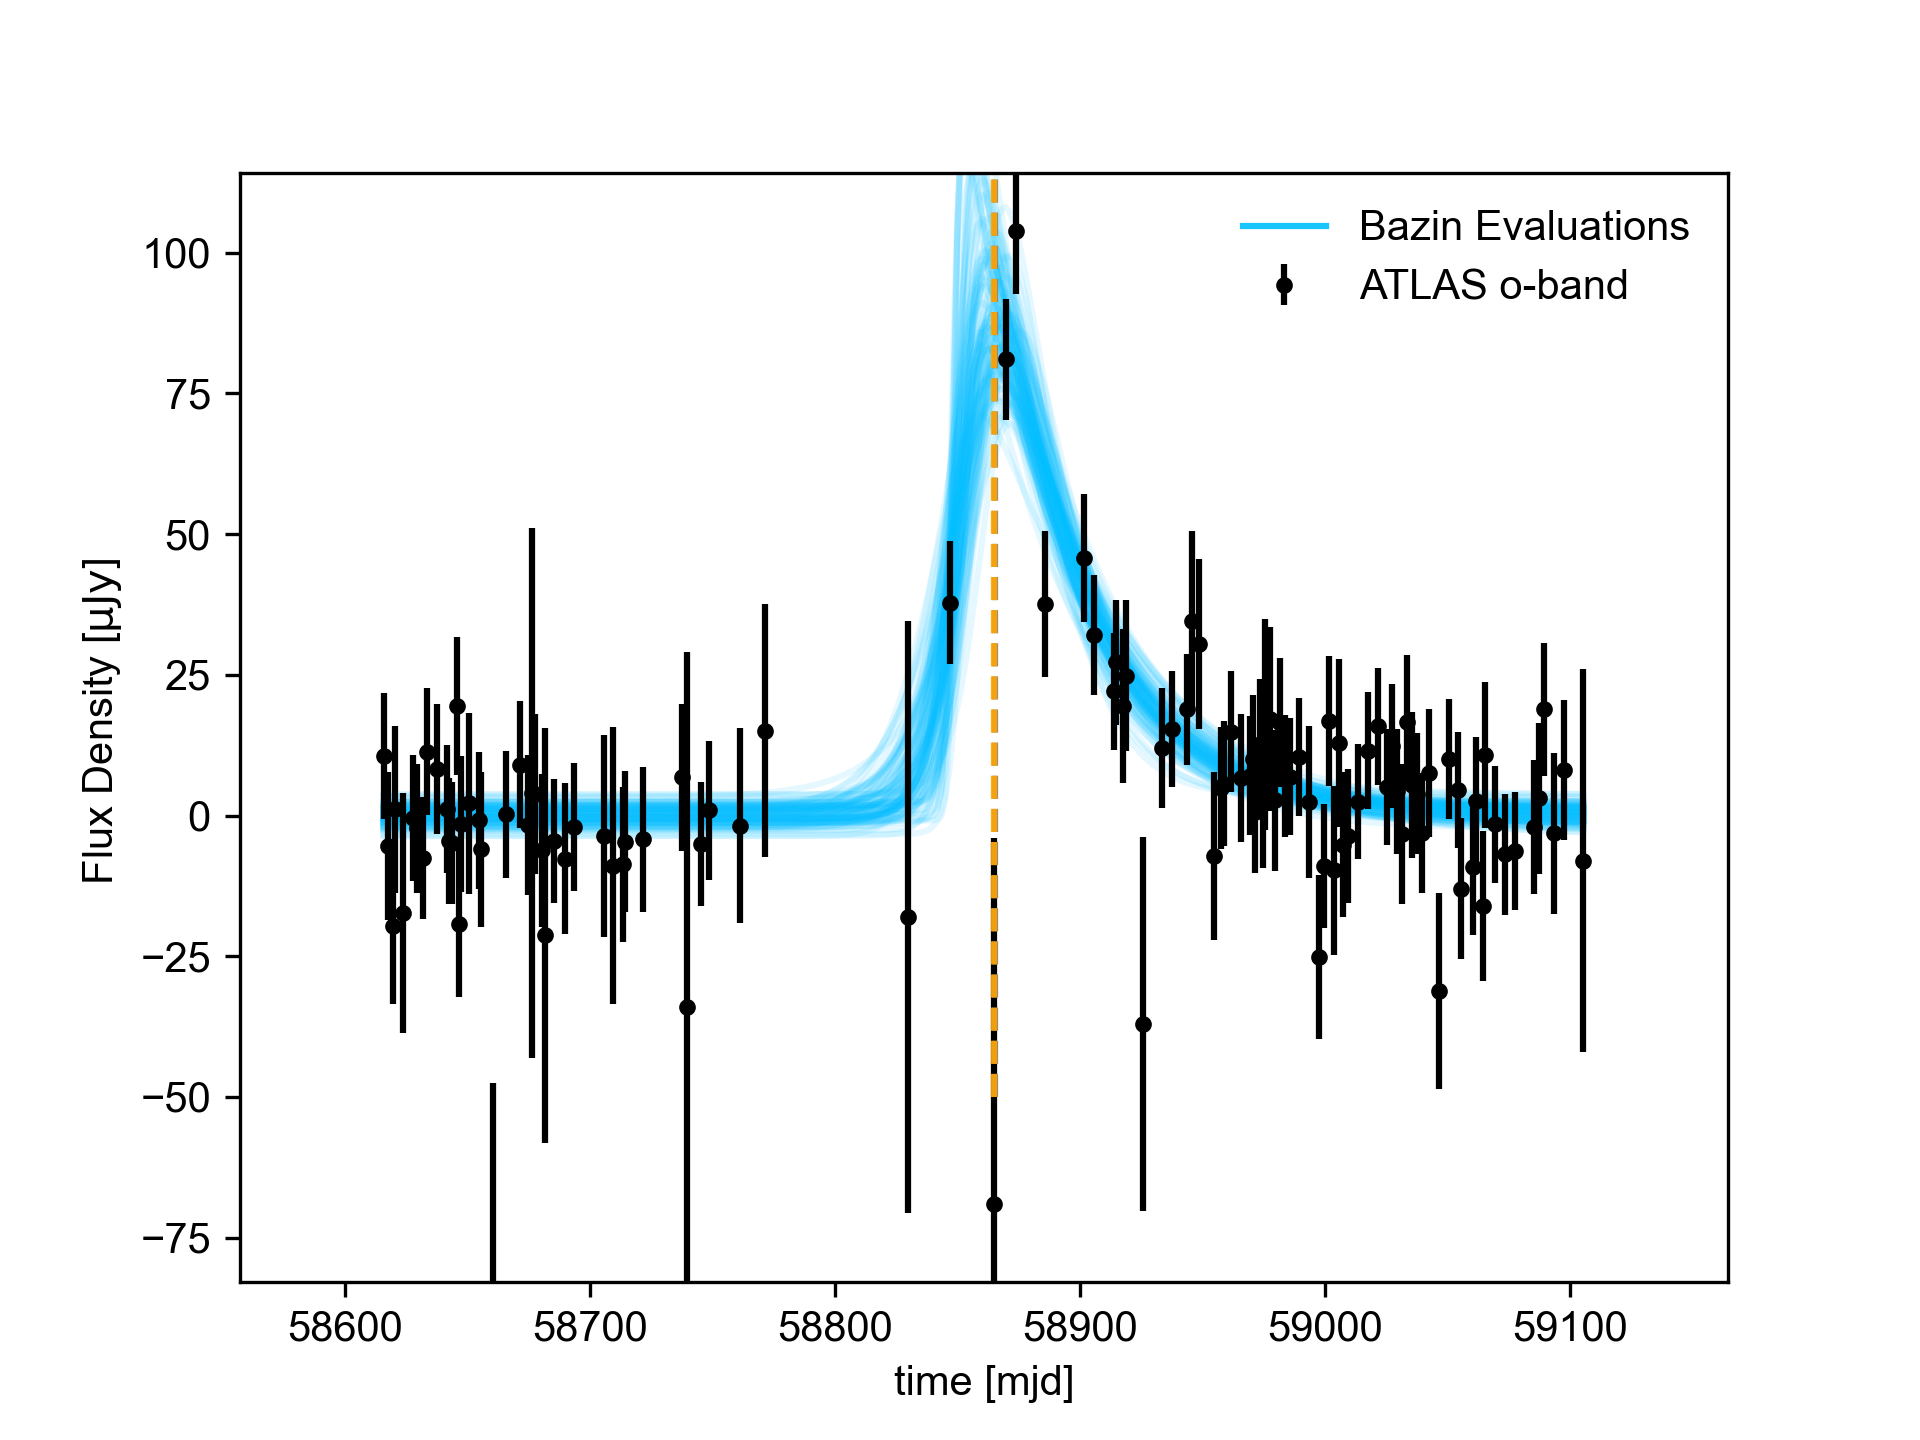 Bazin Evaluations
ATLAS o-band
Flux Density [µJy]
100
75
50
25
0
−25
−50
−75
58600 58700 58800 58900 59000 59100
time [mjd]